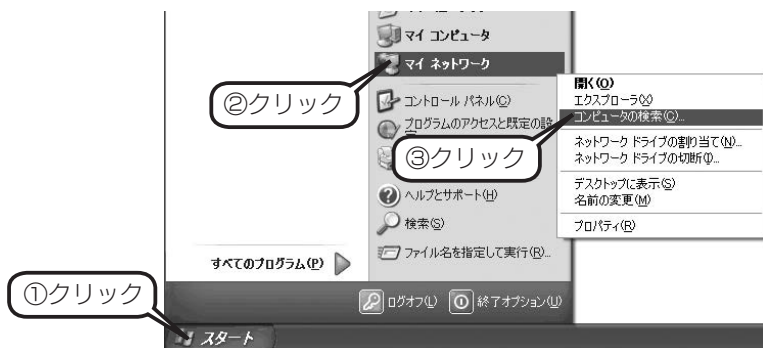 マイ コンピュータ
マイ ネットワーク
②クリック
開く(O)
エクスプローラ(X)
コンピュータの検索(C)...
ネットワーク ドライブの割り当て(N)...
ネットワーク ドライブの切断(I)...
デスクトップに表示(S)
名前の変更(M)
プロパティ(R)
コントロール パネル(C)
プログラムのアクセスと既定の設
③クリック
ヘルプとサポート(H)
検索(S)
ファイル名を指定して実行(R)...
すべてのプログラム(P)
①クリック
ログオフ(L)
終了オプション(U)
スタート